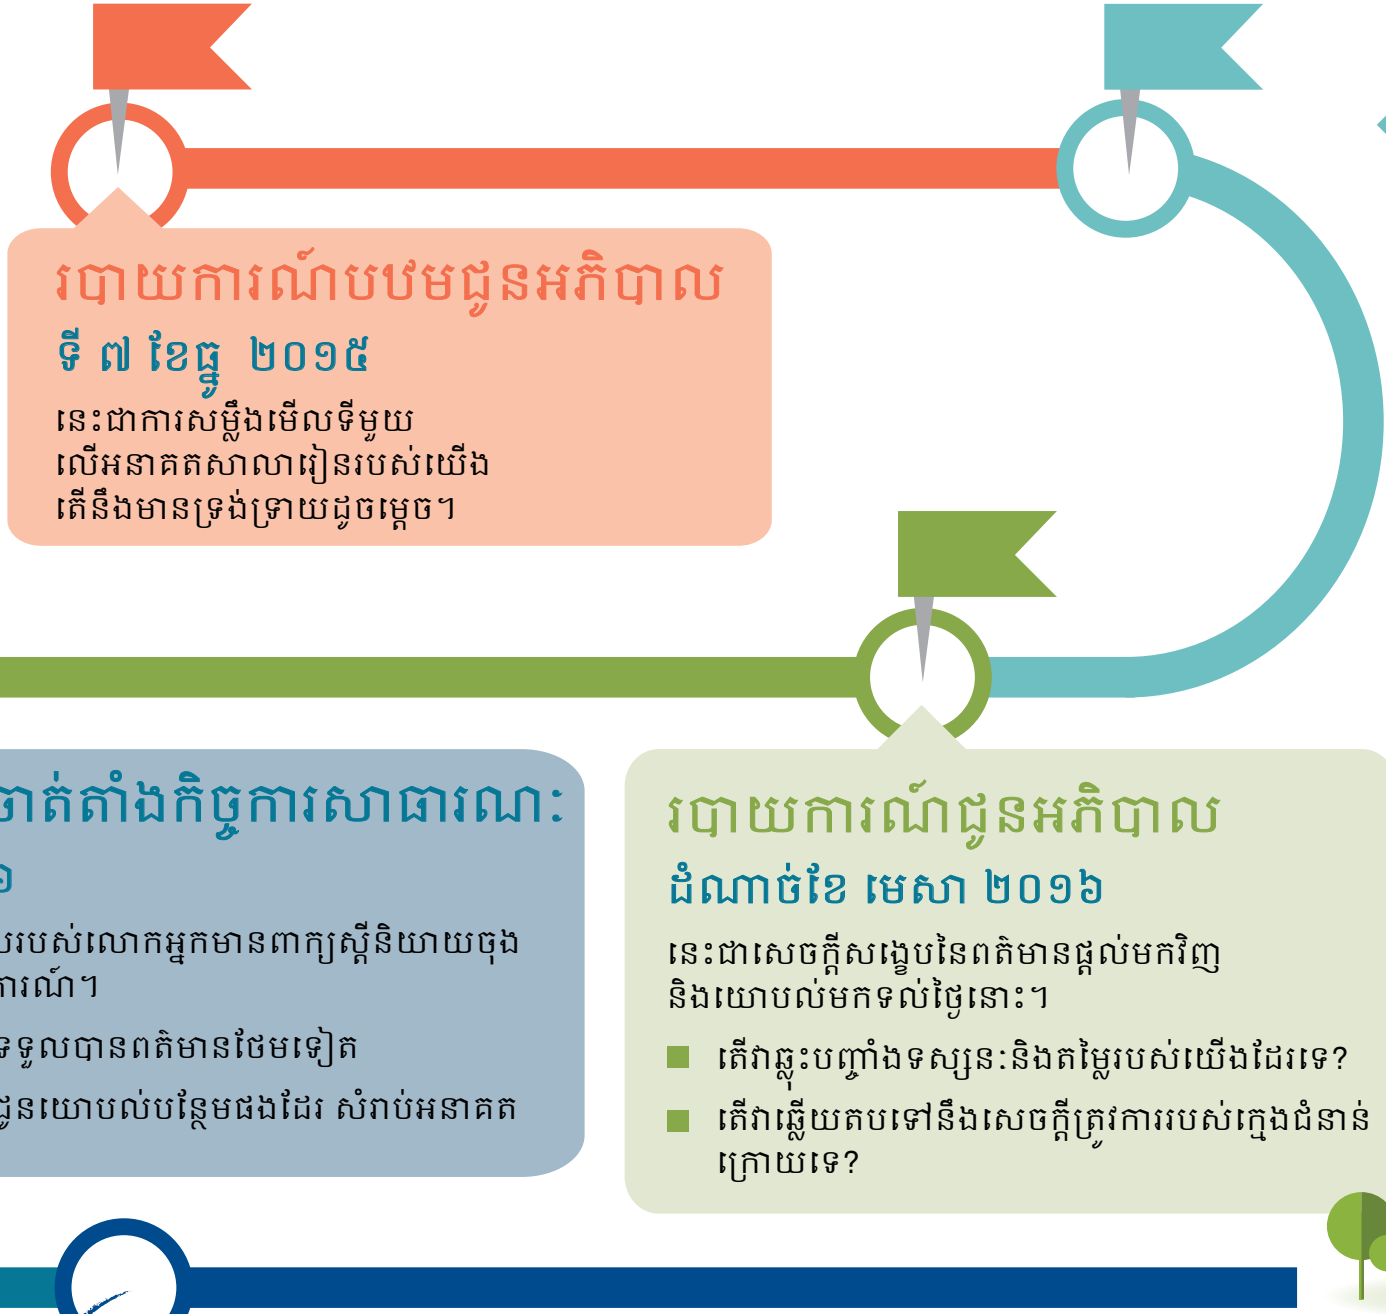 របាយការណ៍បឋមជូនអភិបាល
ទី ៧ ខែធ្នូ ២០១៥
នេះជាការសម្លឹងមើលទីមួយ
លើអនាគតសាលារៀនរបស់យើង
តើនឹងមានទ្រង់ទ្រាយដូចម្តេច។
ចាត់តាំងកិច្ចការសាធារណៈ
របស់លោកអ្នកមានពាក្យស្តីនិយាយចុង
ការណ៍។
ទទួលបានពត៌មានថែមទៀត
ជូនយោបល់បន្ថែមផងដែរ សំរាប់អនាគត
របាយការណ៍ជូនអភិបាល
ដំណាច់ខែ មេសា ២០១៦
នេះជាសេចក្តីសង្ខេបនៃពត៌មានផ្តល់មកវិញ
និងយោបល់មកទល់ថ្ងៃនោះ។
តើវាឆ្លុះបញ្ចាំងទស្សនៈនិងតម្លៃរបស់យើងដែរទេ?
តើវាឆ្លើយតបទៅនឹងសេចក្តីត្រូវការរបស់ក្មេងជំនាន់
ក្រោយទេ?